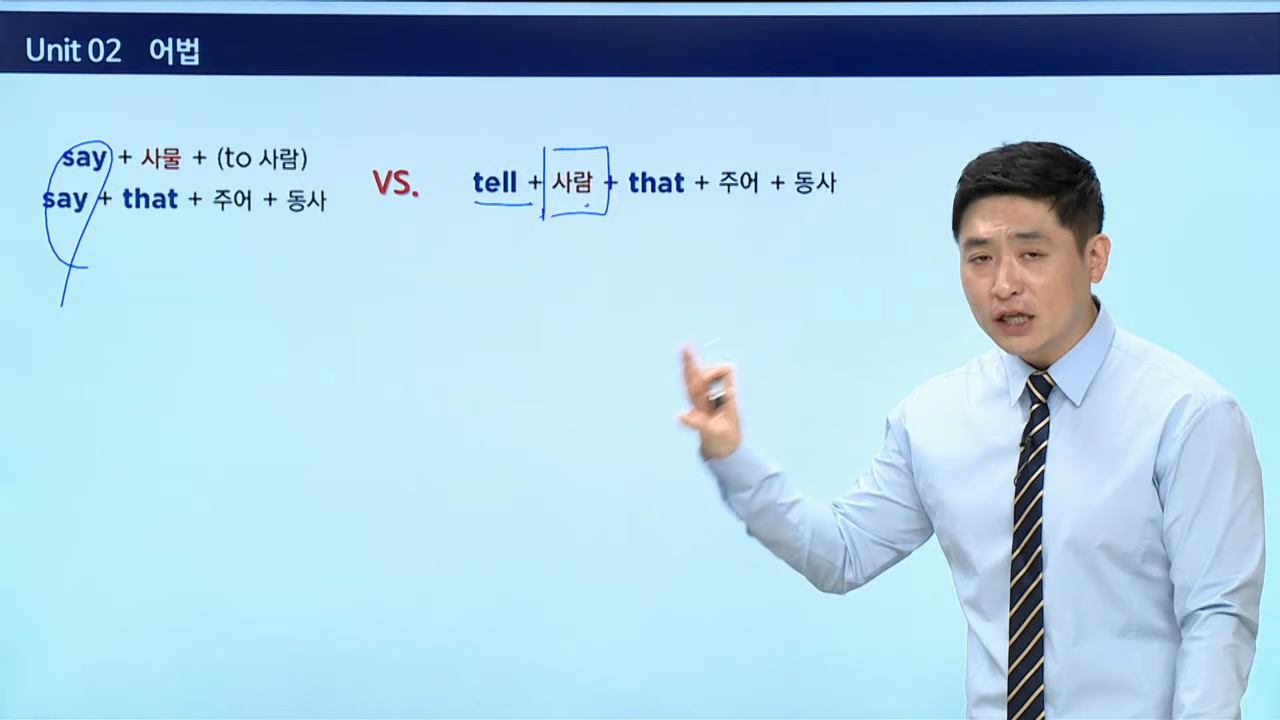 Unit 02 어법
say + 사물 + (to 사람)
say + that + 주어 + 동사
VS.
tell + 사람 + that + 주어 + 동사